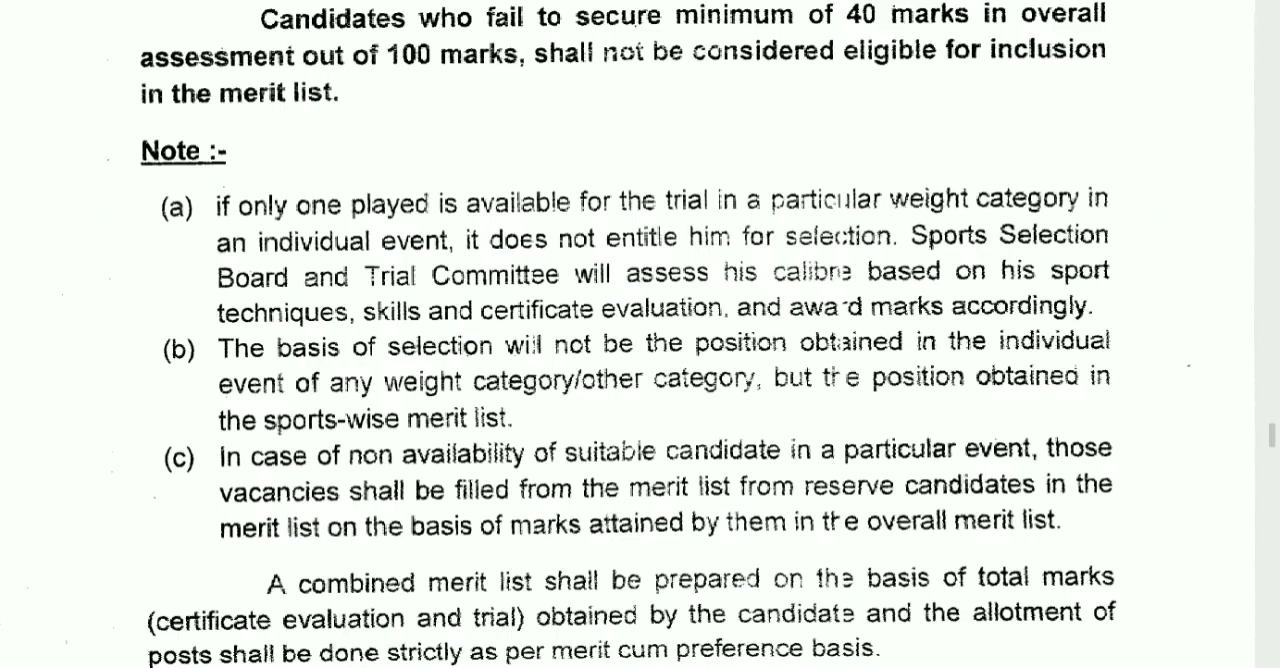 Candidates who fail to secure minimum of 40 marks in overall
assessment out of 100 marks, shall not be considered eligible for inclusion
in the merit list.
Note :-
(a) if only one played is available for the trial in a particular weight category in
an individual event, it does not entitle him for selection. Sports Selection
Board and Trial Committee will assess his calibre based on his sport
techniques, skills and certificate evaluation, and award marks accordingly.
(b) The basis of selection will not be the position obtained in the individual
event of any weight category/other category, but the position obtained in
the sports-wise merit list.
(c) In case of non availability of suitable candidate in a particular event, those
vacancies shall be filled from the merit list from reserve candidates in the
merit list on the basis of marks attained by them in the overall merit list.
A combined merit list shall be prepared on the basis of total marks
(certificate evaluation and trial) obtained by the candidate and the allotment of
posts shall be done strictly as per merit cum preference basis.